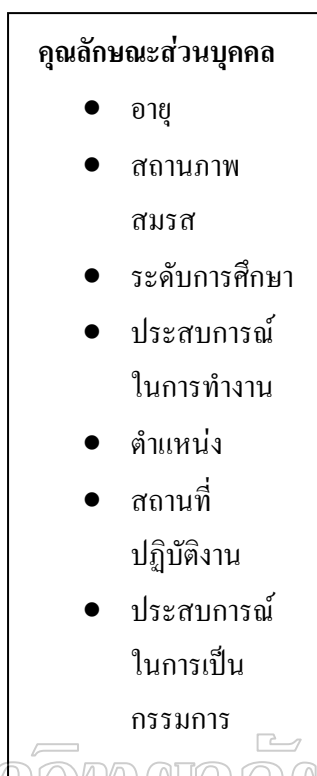 คุณลักษณะส่วนบุคคล
● อายุ
● สถานภาพ
สมรส
● ระดับการศึกษา
● ประสบการณ์
ในการทำงาน
● ตำแหน่ง
● สถานที่
ปฏิบัติงาน
● ประสบการณ์
ในการเป็น
กรรมการ